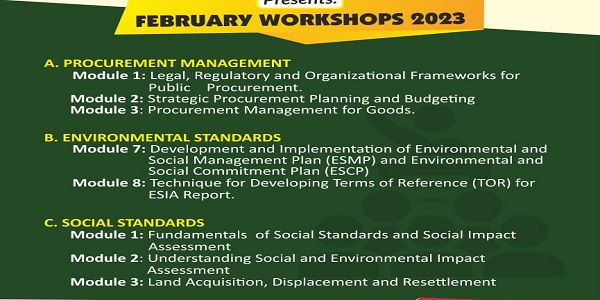 Presents:
FEBRUARY WORKSHOPS 2023
A. PROCUREMENT MANAGEMENT
Module 1: Legal, Regulatory and Organizational Frameworks for
Public Procurement.
Module 2: Strategic Procurement Planning and Budgeting
Module 3: Procurement Management for Goods.
B. ENVIRONMENTAL STANDARDS
Module 7: Development and Implementation of Environmental and
Social Management Plan (ESMP) and Environmental and
Social Commitment Plan (ESCP)
Module 8: Technique for Developing Terms of Reference (TOR) for
ESIA Report.
C. SOCIAL STANDARDS
Module 1: Fundamentals of Social Standards and Social Impact
Assessment
Module 2: Understanding Social and Environmental Impact
Assessment
Module 3: Land Acquisition, Displacement and Resettlement